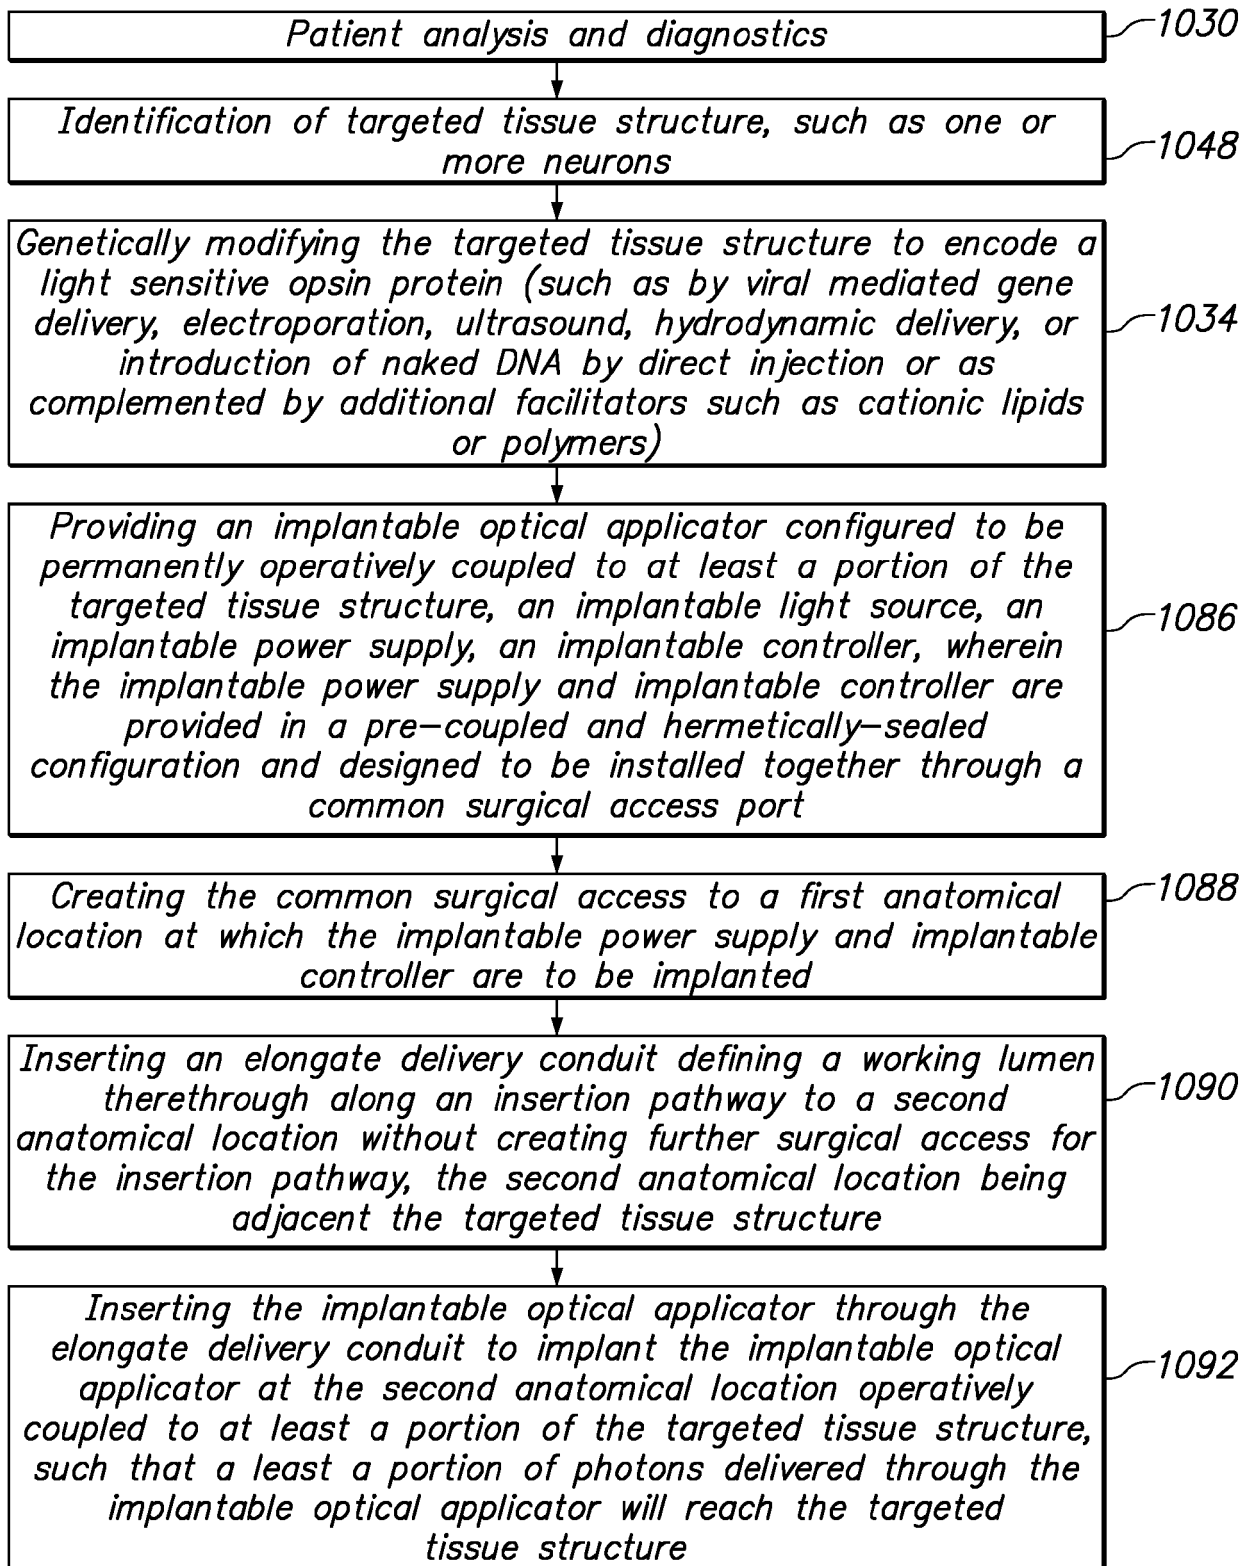 Patient analysis and diagnostics
1030
Identification of targeted tissue structure, such as one or
more neurons
1048
Genetically modifying the targeted tissue structure to encode a
light sensitive opsin protein (such as by viral mediated gene
delivery, electroporation, ultrasound, hydrodynamic delivery, or
introduction of naked DNA by direct injection or as
complemented by additional facilitators such as cationic lipids
or polymers)
1034
Providing an implantable optical applicator configured to be
permanently operatively coupled to at least a portion of the
targeted tissue structure, an implantable light source, an
implantable power supply, an implantable controller, wherein
the implantable power supply and implantable controller are
provided in a pre-coupled and hermetically-sealed
configuration and designed to be installed together through a
common surgical access port
1086
Creating the common surgical access to a first anatomical
location at which the implantable power supply and implantable
controller are to be implanted
1088
Inserting an elongate delivery conduit defining a working lumen
therethrough along an insertion pathway to a second
anatomical location without creating further surgical access for
the insertion pathway, the second anatomical location being
adjacent the targeted tissue structure
1090
Inserting the implantable optical applicator through the
elongate delivery conduit to implant the implantable optical
applicator at the second anatomical location operatively
coupled to at least a portion of the targeted tissue structure,
such that a least a portion of photons delivered through the
implantable optical applicator will reach the targeted
tissue structure
1092